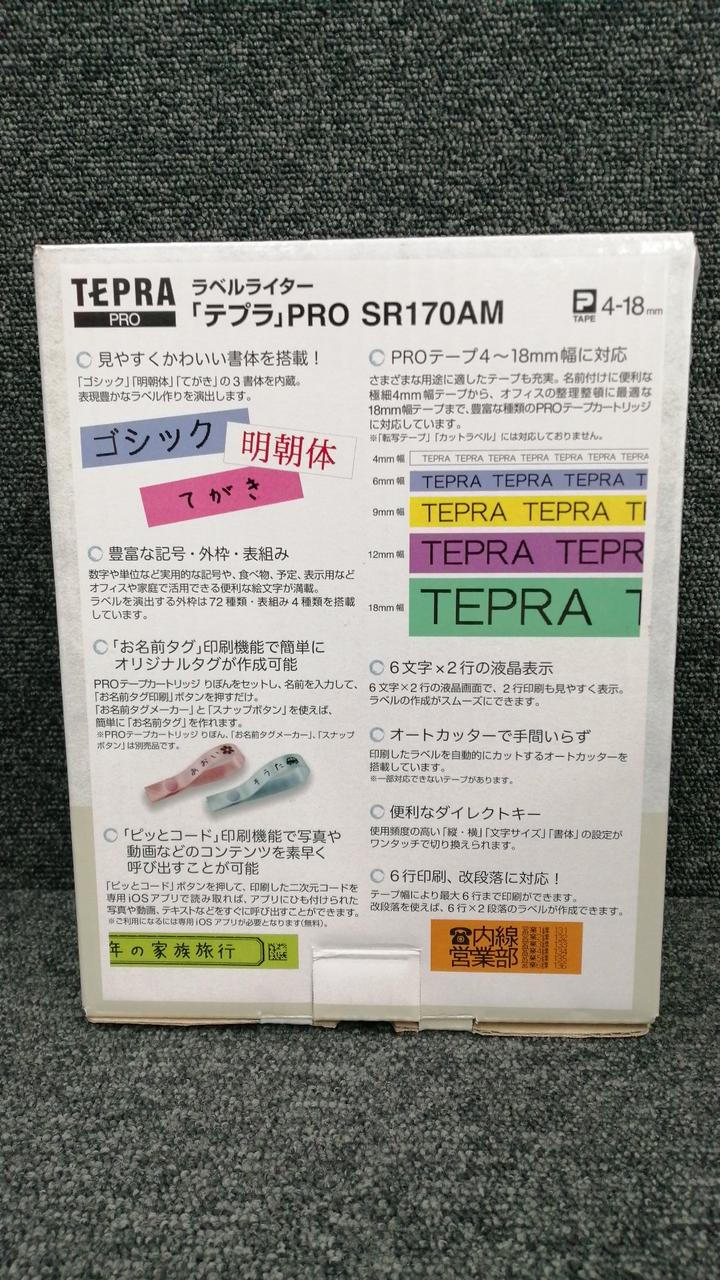 TEPRA
PRO
ラベルライター
「テプラ」PRO SR170AM
TAPE
4-18mm
見やすくかわいい書体を搭載！
「ゴシック」「明朝体」「てがき」の3書体を内蔵。
表現豊かなラベル作りを演出します。
ゴシック
明朝体
てがき
豊富な記号・外枠・表組み
数字や単位など実用的な記号や、食べ物、予定、表示用など
オフィスや家庭で活用できる便利な絵文字が満載。
ラベルを演出する外枠は72種類・表組み4種類を搭載
しています。
「お名前タグ」印刷機能で簡単に
オリジナルタグが作成可能
PROテープカートリッジ りぼんをセットし、名前を入力して、
「お名前タグ印刷」ボタンを押すだけ。
「お名前タグメーカー」と「スナップボタン」を使えば、
簡単に「お名前タグ」を作れます。
※PROテープカートリッジ りぼん、「お名前タグメーカー」、「スナップ
ボタン」は別売品です。
あおい
そうた
「ピッとコード」印刷機能で写真や
動画などのコンテンツを素早く
呼び出すことが可能
「ピッとコード」ボタンを押して、印刷した二次元コードを
専用iOSアプリで読み取れば、アプリにひも付けられた
写真や動画、テキストなどをすぐに呼び出すことができます。
※ご利用になるには専用iOSアプリが必要となります(無料)。
年の家族旅行
PROテープ4〜18mm幅に対応
さまざまな用途に適したテープも充実。名前付けに便利な
極細4mm幅テープから、オフィスの整理整頓に最適な
18mm幅テープまで、豊富な種類のPROテープカートリッジ
に対応しています。
※「転写テープ」「カットラベル」には対応しておりません。
4mm幅 TEPRA TEPRA TEPRA TEPRA TEPRA TEPRA TEPRA
6mm幅 TEPRA TEPRA TEPRA T
9mm幅 TEPRA TEPRA TE
12mm幅 TEPRA TEPR
18mm幅 TEPRA T
6文字×2行の液晶表示
6文字×2行の液晶画面で、2行印刷も見やすく表示。
ラベルの作成がスムーズにできます。
オートカッターで手間いらず
印刷したラベルを自動的にカットするオートカッターを
搭載しています。
※一部対応できないテープがあります。
便利なダイレクトキー
使用頻度の高い「縦・横」「文字サイズ」「書体」の設定が
ワンタッチで切り換えられます。
6行印刷、改段落に対応！
テープ幅により最大6行まで印刷ができます。
改段落を使えば、6行×2段落のラベルが作成できます。
内線
営業部